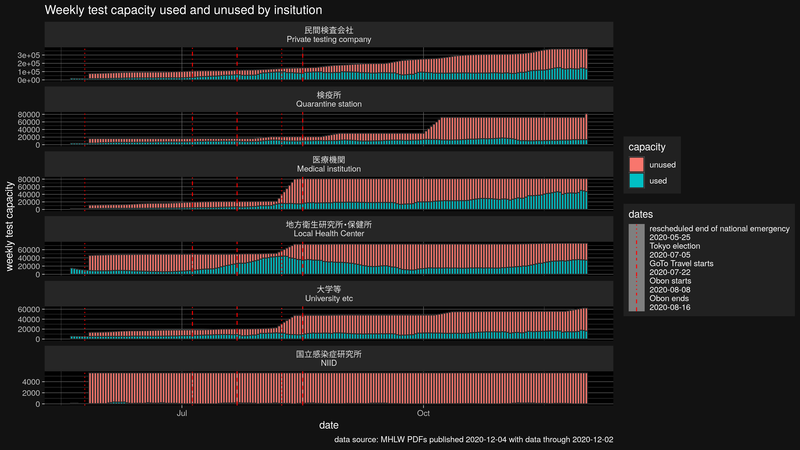 Weekly test capacity used and unused by insitution
民間検査会社
Private testing company
3e+05
2e+05
1e+05
0e+00
検疫所
Quarantine station
80000
60000
40000
20000
0
医療機関
Medical institution
80000
60000
40000
20000
0
地方衛生研究所・保健所
Local Health Center
60000
40000
20000
0
大学等
University etc
60000
40000
20000
0
国立感染症研究所
NIID
4000
2000
0
Jul
Oct
date
weekly test capacity
capacity
unused
used
dates
rescheduled end of national emergency
2020-05-25
Tokyo election
2020-07-05
GoTo Travel starts
2020-07-22
Obon starts
2020-08-08
Obon ends
2020-08-16
data source: MHLW PDFs published 2020-12-04 with data through 2020-12-02